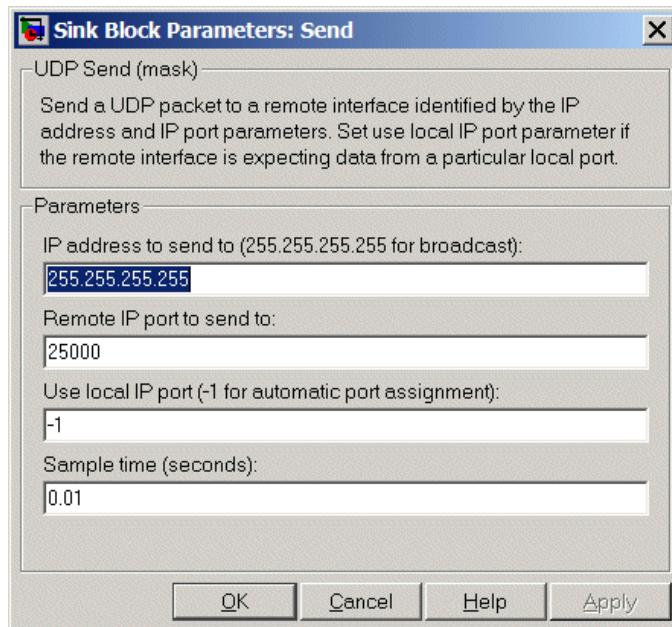 Sink Block Parameters: Send
UDP Send (mask)
Send a UDP packet to a remote interface identified by the IP
address and IP port parameters. Set use local IP port parameter if
the remote interface is expecting data from a particular local port.
Parameters
IP address to send to (255.255.255.255 for broadcast):
255.255.255.255
Remote IP port to send to:
25000
Use local IP port (-1 for automatic port assignment):
-1
Sample time (seconds):
0.01
OK Cancel Help Apply